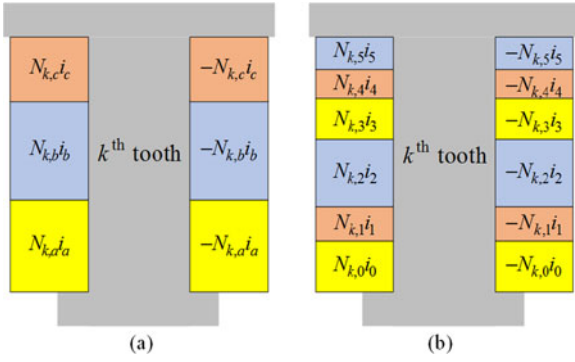 N_{k,c}i_c
−N_{k,c}i_c
N_{k,b}i_b
k^{th} tooth
−N_{k,b}i_b
N_{k,a}i_a
−N_{k,a}i_a
(a)
N_{k,5}i_5
−N_{k,5}i_5
N_{k,4}i_4
−N_{k,4}i_4
N_{k,3}i_3
−N_{k,3}i_3
k^{th} tooth
N_{k,2}i_2
−N_{k,2}i_2
N_{k,1}i_1
−N_{k,1}i_1
N_{k,0}i_0
−N_{k,0}i_0
(b)